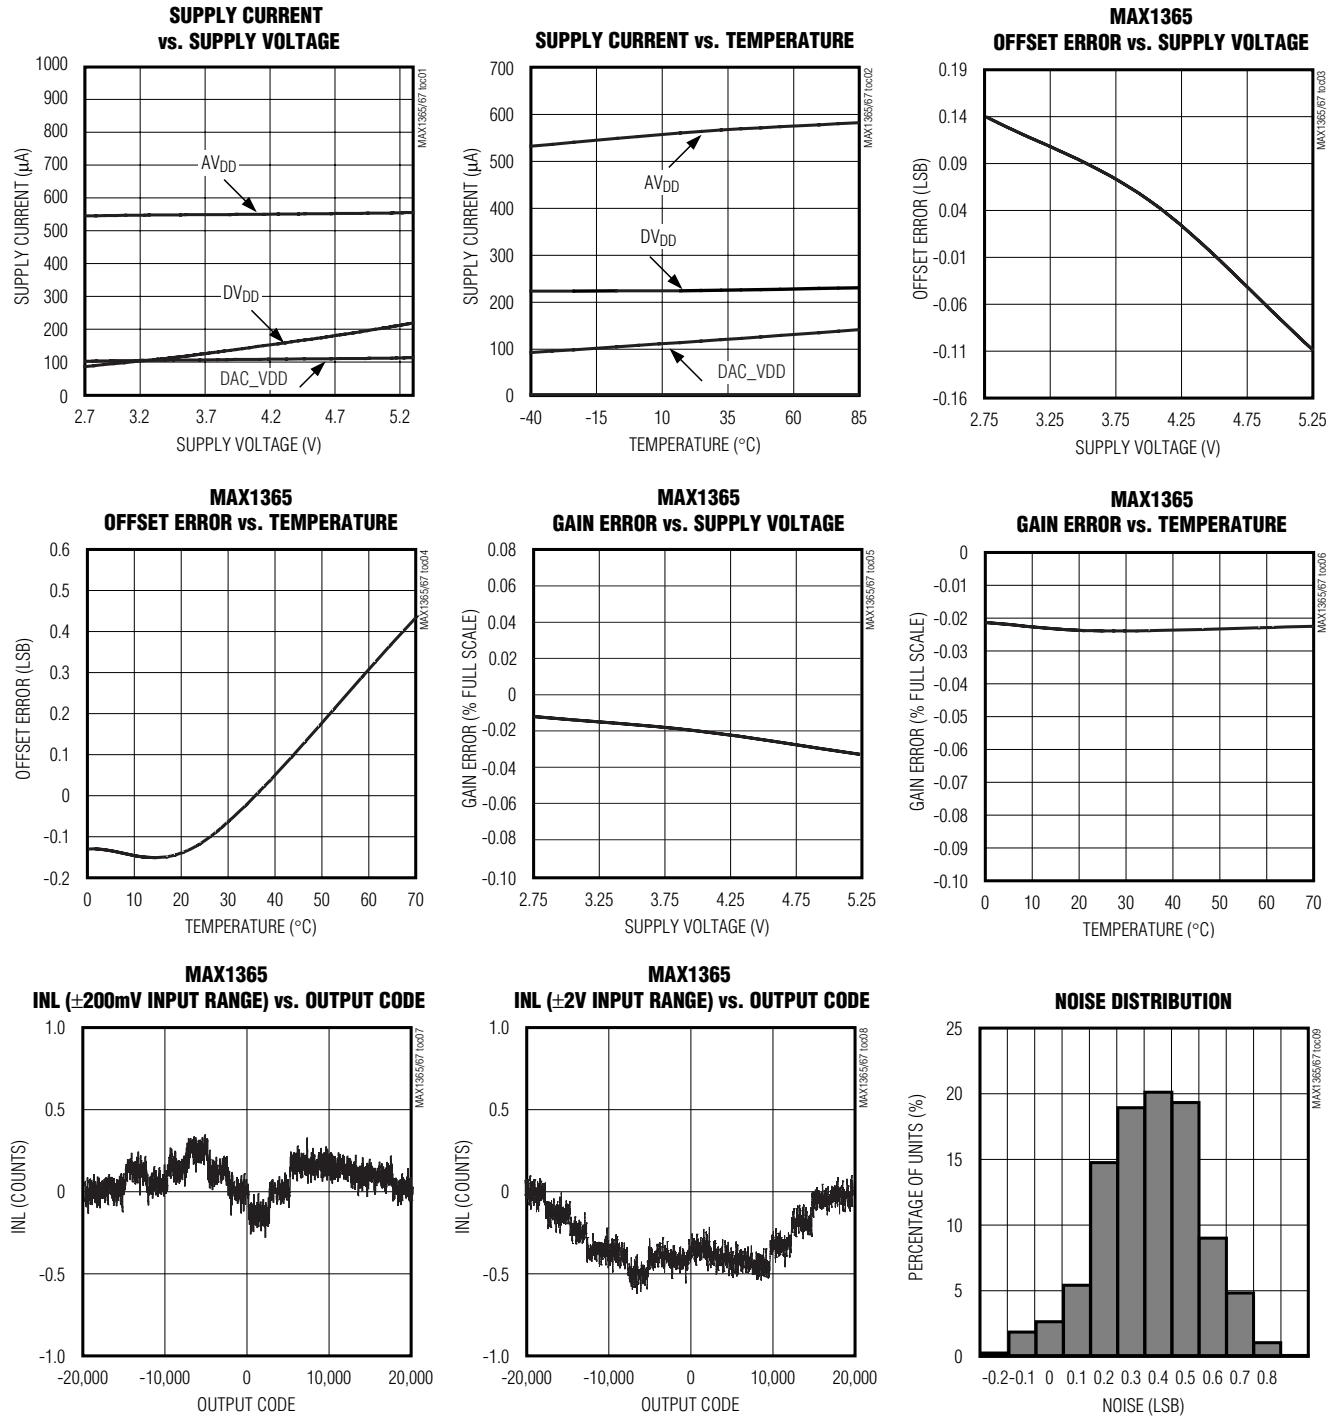 SUPPLY CURRENT
vs. SUPPLY VOLTAGE
1000
900
800
700
600
500
400
300
200
100
0
SUPPLY CURRENT (µA)
AVDD
DVDD
DAC_VDD
MAX1365/67 toc01
2.7 3.2 3.7 4.2 4.7 5.2
SUPPLY VOLTAGE (V)
SUPPLY CURRENT vs. TEMPERATURE
700
600
500
400
300
200
100
0
SUPPLY CURRENT (µA)
AVDD
DVDD
DAC_VDD
MAX1365/67 toc02
-40 -15 10 35 60 85
TEMPERATURE (°C)
MAX1365
OFFSET ERROR vs. SUPPLY VOLTAGE
0.19
0.14
0.09
0.04
-0.01
-0.06
-0.11
-0.16
OFFSET ERROR (LSB)
MAX1365/67 toc03
2.75 3.25 3.75 4.25 4.75 5.25
SUPPLY VOLTAGE (V)
MAX1365
OFFSET ERROR vs. TEMPERATURE
0.6
0.5
0.4
0.3
0.2
0.1
0
-0.1
-0.2
OFFSET ERROR (LSB)
MAX1365/67 toc04
0 10 20 30 40 50 60 70
TEMPERATURE (°C)
MAX1365
GAIN ERROR vs. SUPPLY VOLTAGE
0.08
0.06
0.04
0.02
0
-0.02
-0.04
-0.06
-0.08
-0.10
GAIN ERROR (% FULL SCALE)
MAX1365/67 toc05
2.75 3.25 3.75 4.25 4.75 5.25
SUPPLY VOLTAGE (V)
MAX1365
GAIN ERROR vs. TEMPERATURE
0
-0.01
-0.02
-0.03
-0.04
-0.05
-0.06
-0.07
-0.08
-0.09
-0.10
GAIN ERROR (% FULL SCALE)
MAX1365/67 toc06
0 10 20 30 40 50 60 70
TEMPERATURE (°C)
MAX1365
INL (±200mV INPUT RANGE) vs. OUTPUT CODE
1.0
0.5
0
-0.5
-1.0
INL (COUNTS)
MAX1365/67 toc07
-20,000 -10,000 0 10,000 20,000
OUTPUT CODE
MAX1365
INL (±2V INPUT RANGE) vs. OUTPUT CODE
1.0
0.5
0
-0.5
-1.0
INL (COUNTS)
MAX1365/67 toc08
-20,000 -10,000 0 10,000 20,000
OUTPUT CODE
NOISE DISTRIBUTION
25
20
15
10
5
0
PERCENTAGE OF UNITS (%)
MAX1365/67 toc09
-0.2 -0.1 0 0.1 0.2 0.3 0.4 0.5 0.6 0.7 0.8
NOISE (LSB)